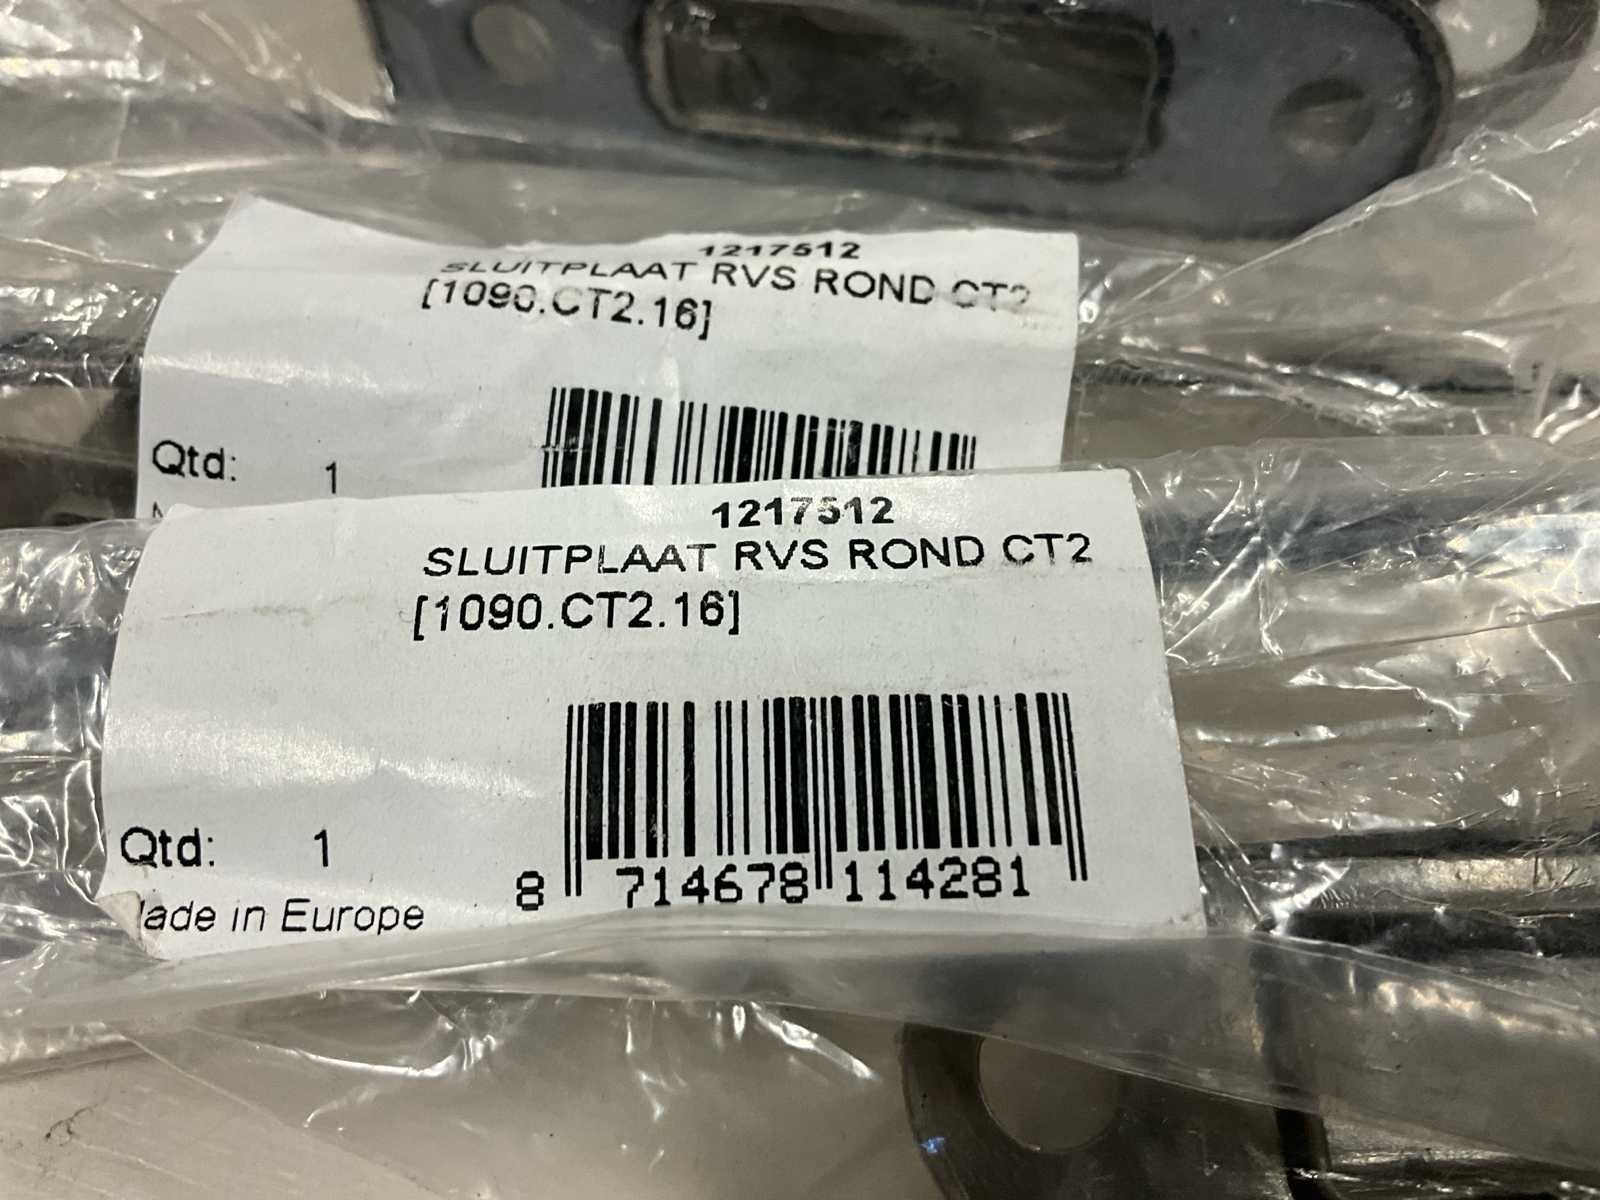 1217512
SLUITPLAAT RVS ROND CT2
[1090.CT2.16]
Qtd: 1
1217512
SLUITPLAAT RVS ROND CT2
[1090.CT2.16]
8 714678 114281
Qtd: 1
Made in Europe